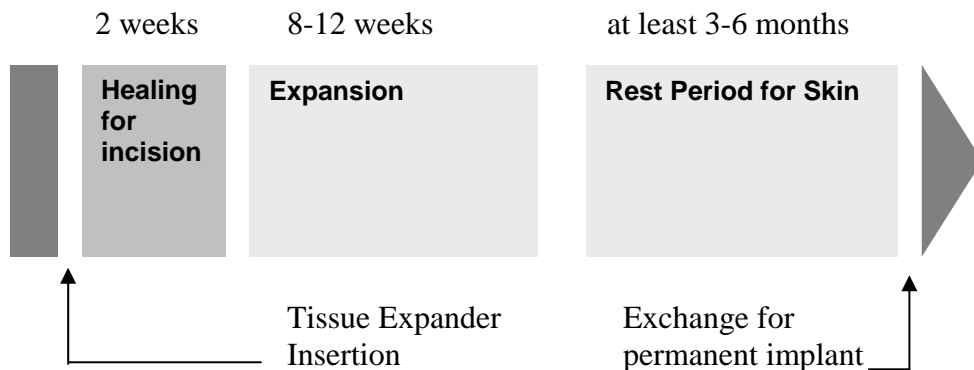 2 weeks
8-12 weeks
at least 3-6 months
Healing
for
incision
Expansion
Rest Period for Skin
Tissue Expander
Insertion
Exchange for
permanent implant